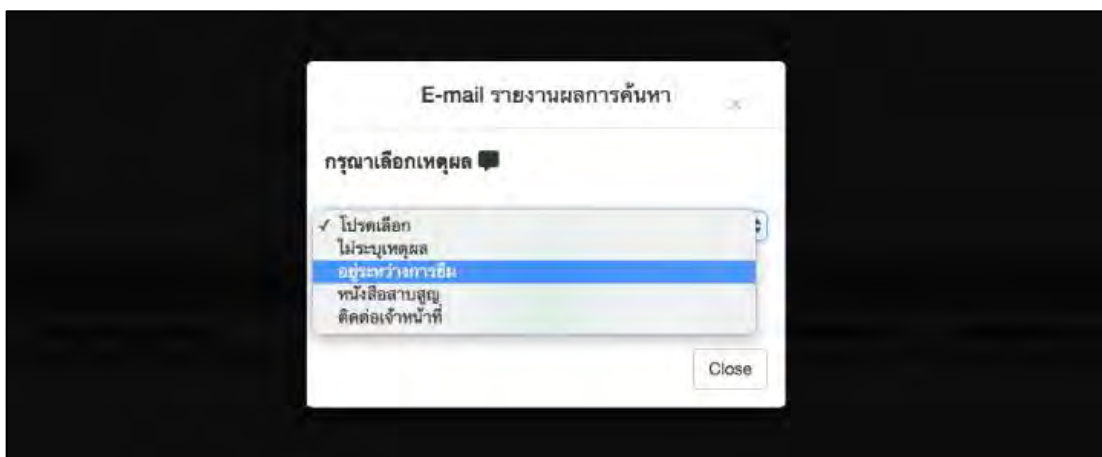 E-mail รายงานผลการค้นหา ×
กรุณาเลือกเหตุผล
✓ โปรดเลือก
ไม่ระบุเหตุผล
อยู่ระหว่างการยืม
หนังสือสาบสูญ
ติดต่อเจ้าหน้าที่
Close